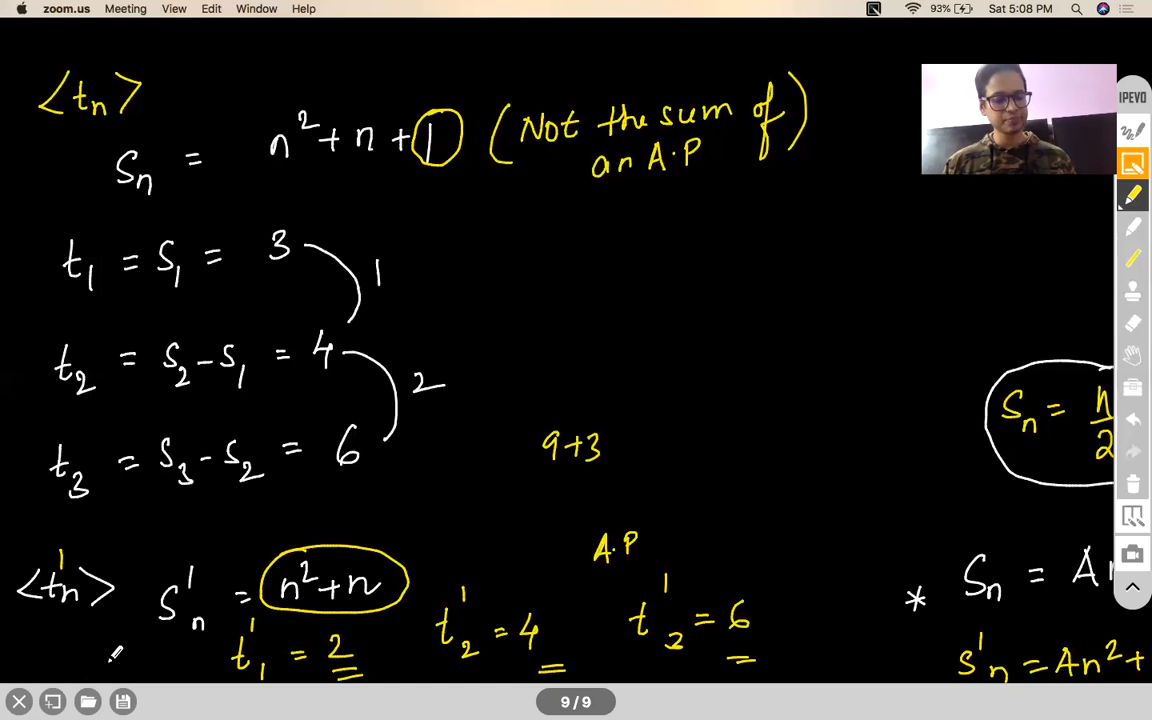 zoom.us Meeting View Edit Window Help 93% Sat 5:08 PM
<tn>
Sn = n² + n + 1 (Not the sum of
an A.P)
IPEVO
t1 = S1 = 3
1
t2 = S2 - S1 = 4
2
Sn = n/2
t3 = S3 - S2 = 6
9+3
A.P
<t'n> S'n = n² + n
* Sn = An
t'1 = 2 t'2 = 4 t'3 = 6
S'n = An² +
9/9